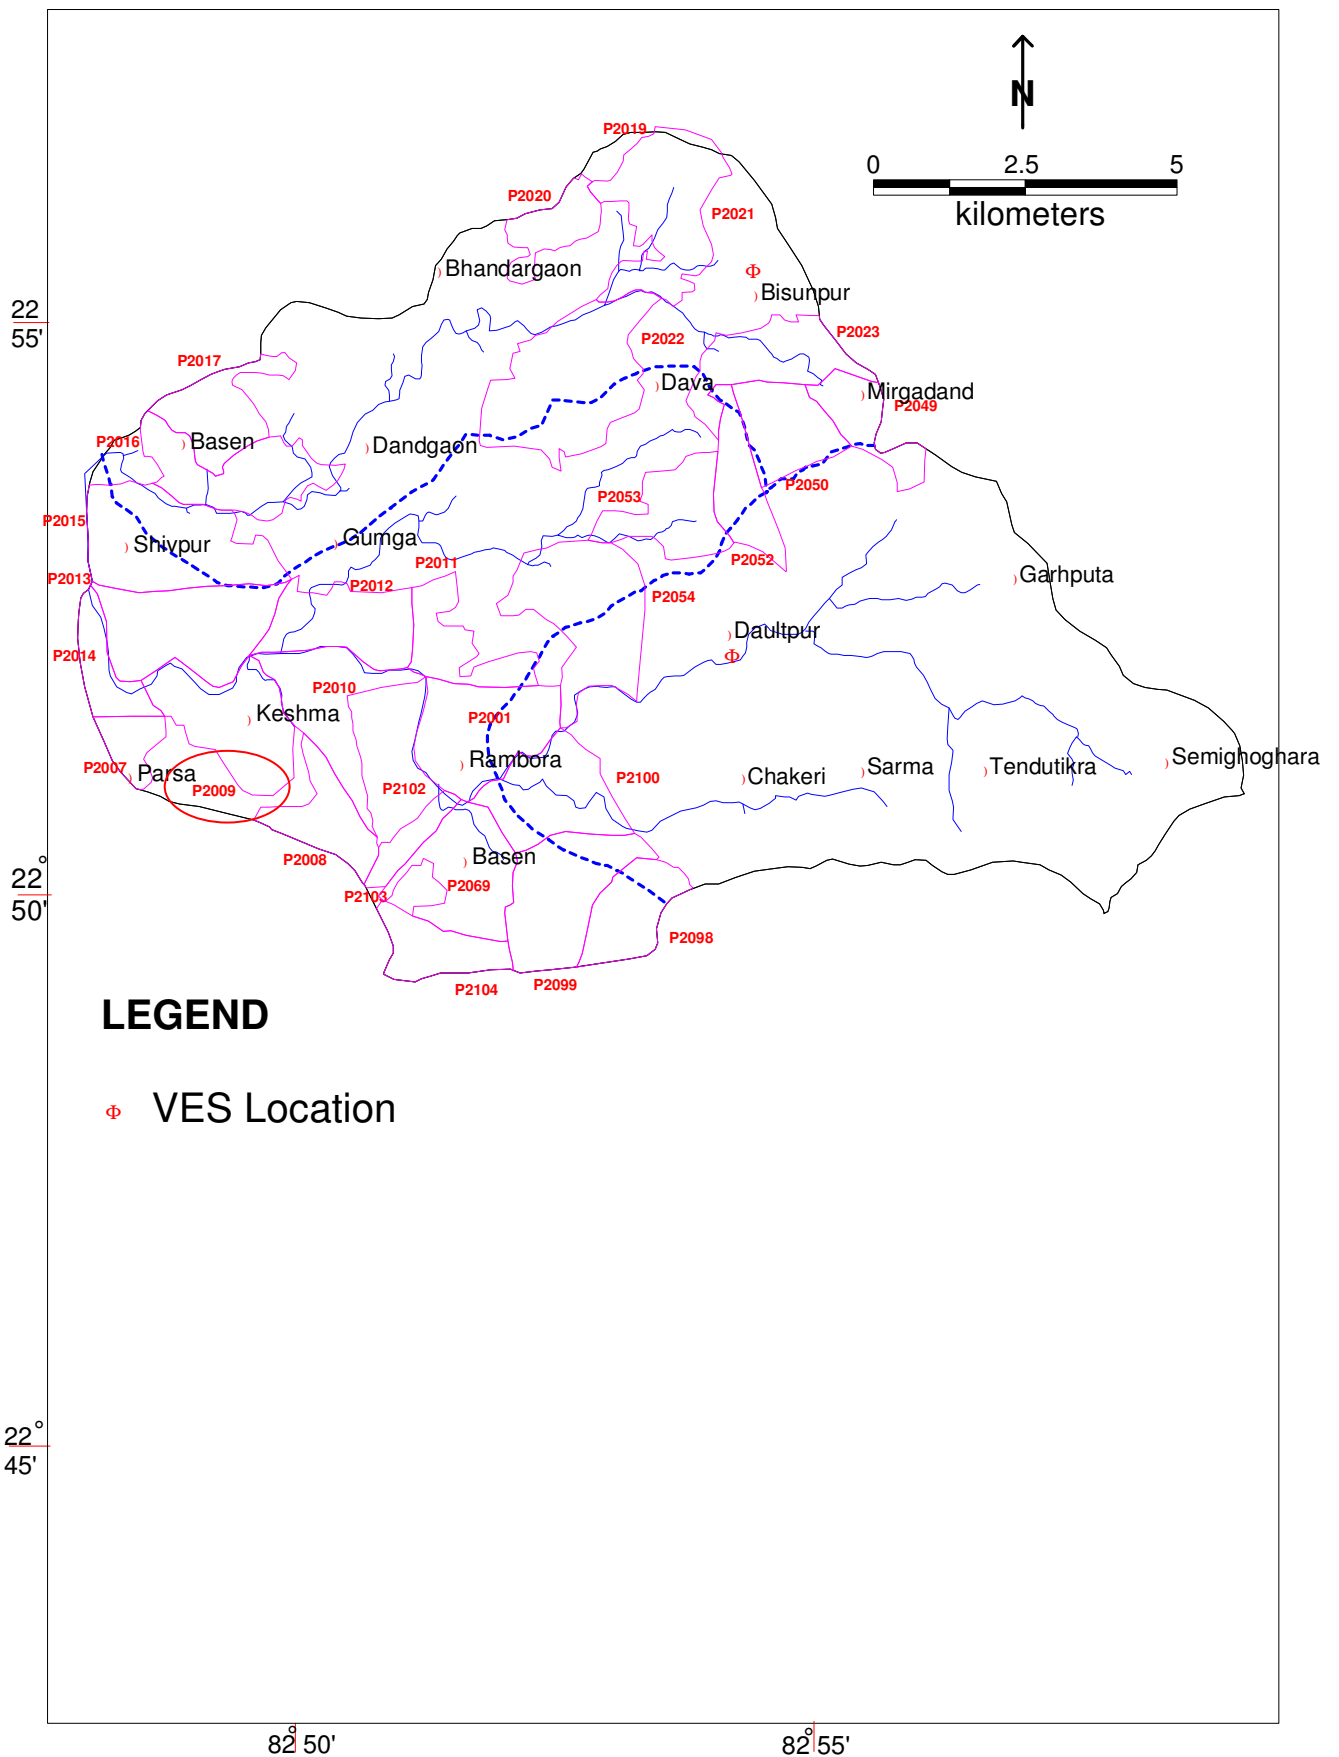 N
P2019
0 2.5 5
P2020
kilometers
P2021
Bhandargaon
Φ
Bisunpur
22
55'
P2023
P2022
P2017
Dava
Mirgadand
P2049
P2016
Basen
Dandgaon
P2050
P2053
P2015
Shivpur
Gumga
P2011
P2052
P2013
P2012
Garhputa
P2054
Daultpur
P2014
Φ
P2010
Keshma
P2001
Semighoghara
P2007
Parsa
Rambora
Sarma
Tendutikra
P2009
P2102
P2100
Chakeri
P2008
Basen
22°
50'
P2069
P2103
P2098
P2104
P2099
LEGEND
Φ VES Location
22°
45'
82°50' 82°55'